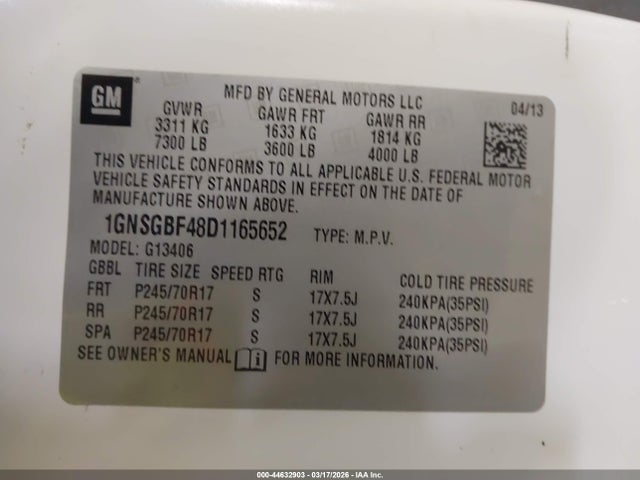 GM
MFD BY GENERAL MOTORS LLC
04/13
GVWR GAWR FRT GAWR RR
3311 KG 1633 KG 1814 KG
7300 LB 3600 LB 4000 LB
THIS VEHICLE CONFORMS TO ALL APPLICABLE U.S. FEDERAL MOTOR
VEHICLE SAFETY STANDARDS IN EFFECT ON THE DATE OF
MANUFACTURE SHOWN ABOVE.
1GNSGBF48D1165652 TYPE: M.P.V.
MODEL: G13406
GBBL TIRE SIZE SPEED RTG RIM COLD TIRE PRESSURE
FRT P245/70R17 S 17X7.5J 240KPA(35PSI)
RR P245/70R17 S 17X7.5J 240KPA(35PSI)
SPA P245/70R17 S 17X7.5J 240KPA(35PSI)
SEE OWNER'S MANUAL i FOR MORE INFORMATION.
000-44632903 - 03/17/2026 - IAA Inc.